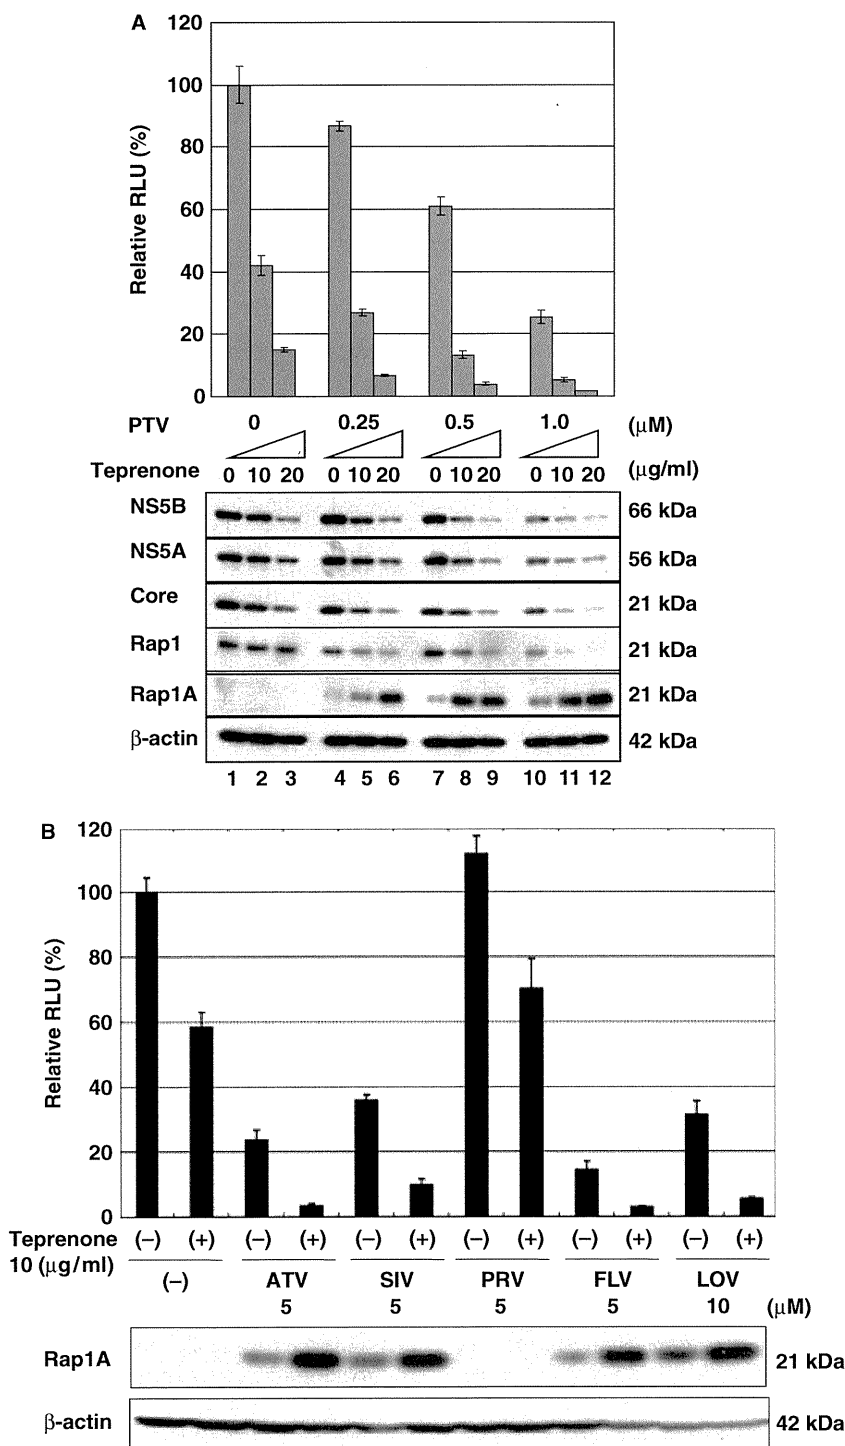 A
120
100
80
60
40
20
0
Relative RLU (%)
PTV 0 0.25 0.5 1.0 (μM)
Teprenone 0 10 20 0 10 20 0 10 20 0 10 20 (μg/ml)
NS5B 66 kDa
NS5A 56 kDa
Core 21 kDa
Rap1 21 kDa
Rap1A 21 kDa
β-actin 42 kDa
1 2 3 4 5 6 7 8 9 10 11 12
B
120
100
80
60
40
20
0
Relative RLU (%)
Teprenone (–) (+) (–) (+) (–) (+) (–) (+) (–) (+) (–) (+)
10 (μg/ml)
(–) ATV SIV PRV FLV LOV
5 5 5 5 10 (μM)
Rap1A 21 kDa
β-actin 42 kDa